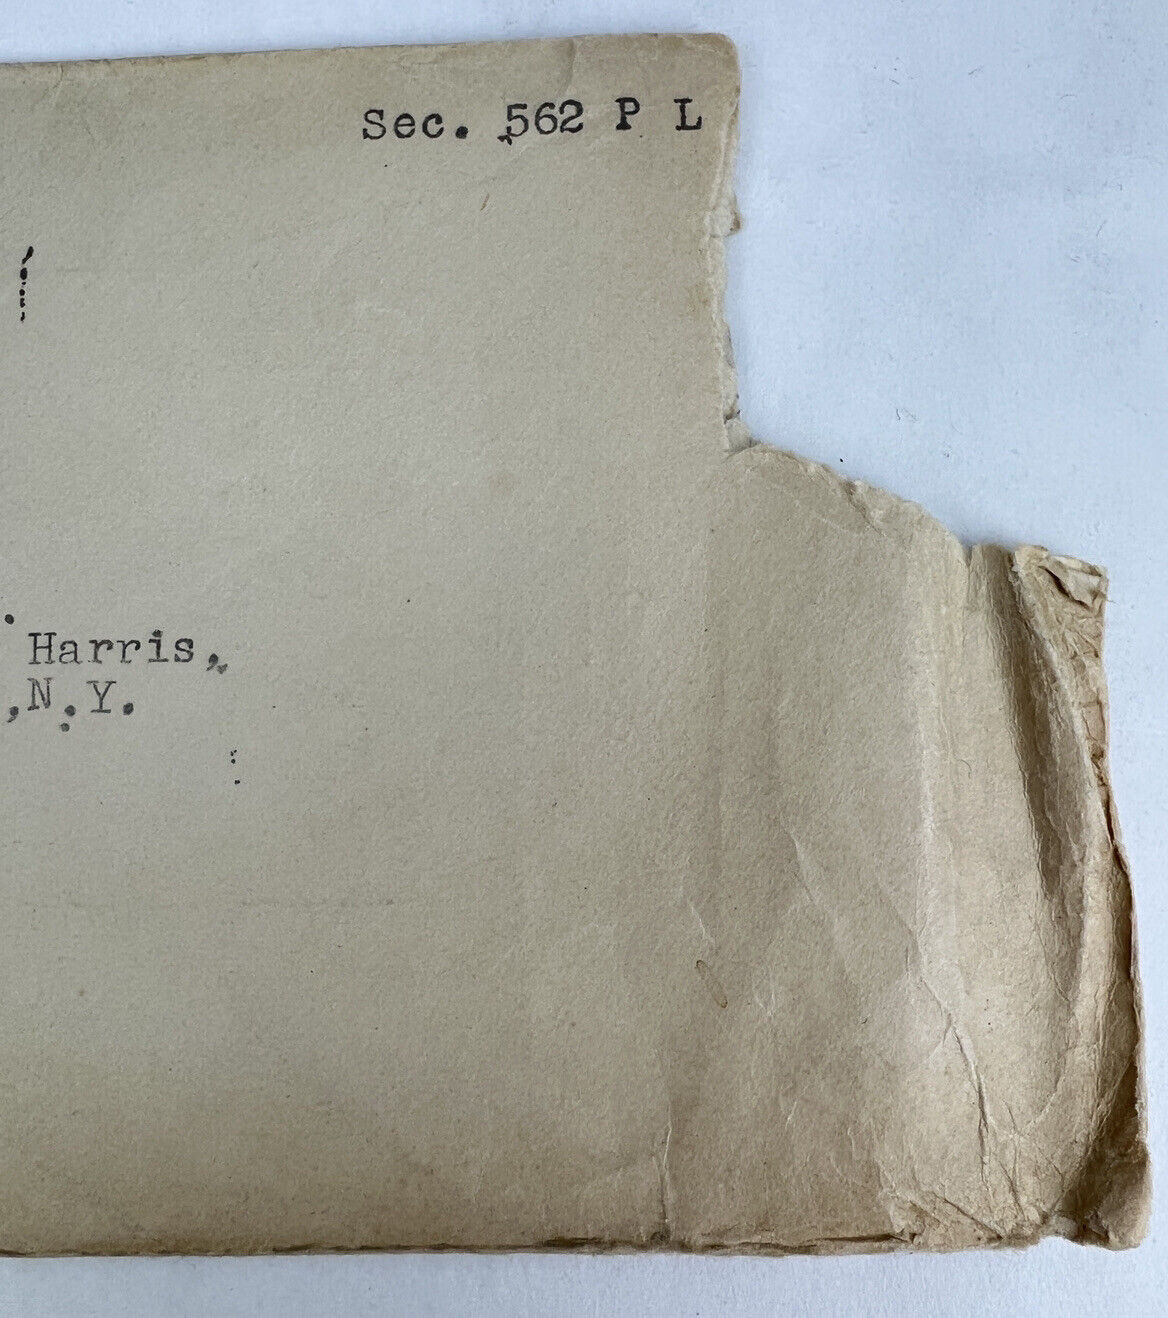 Sec. 562 P L
Harris,
,N.Y.